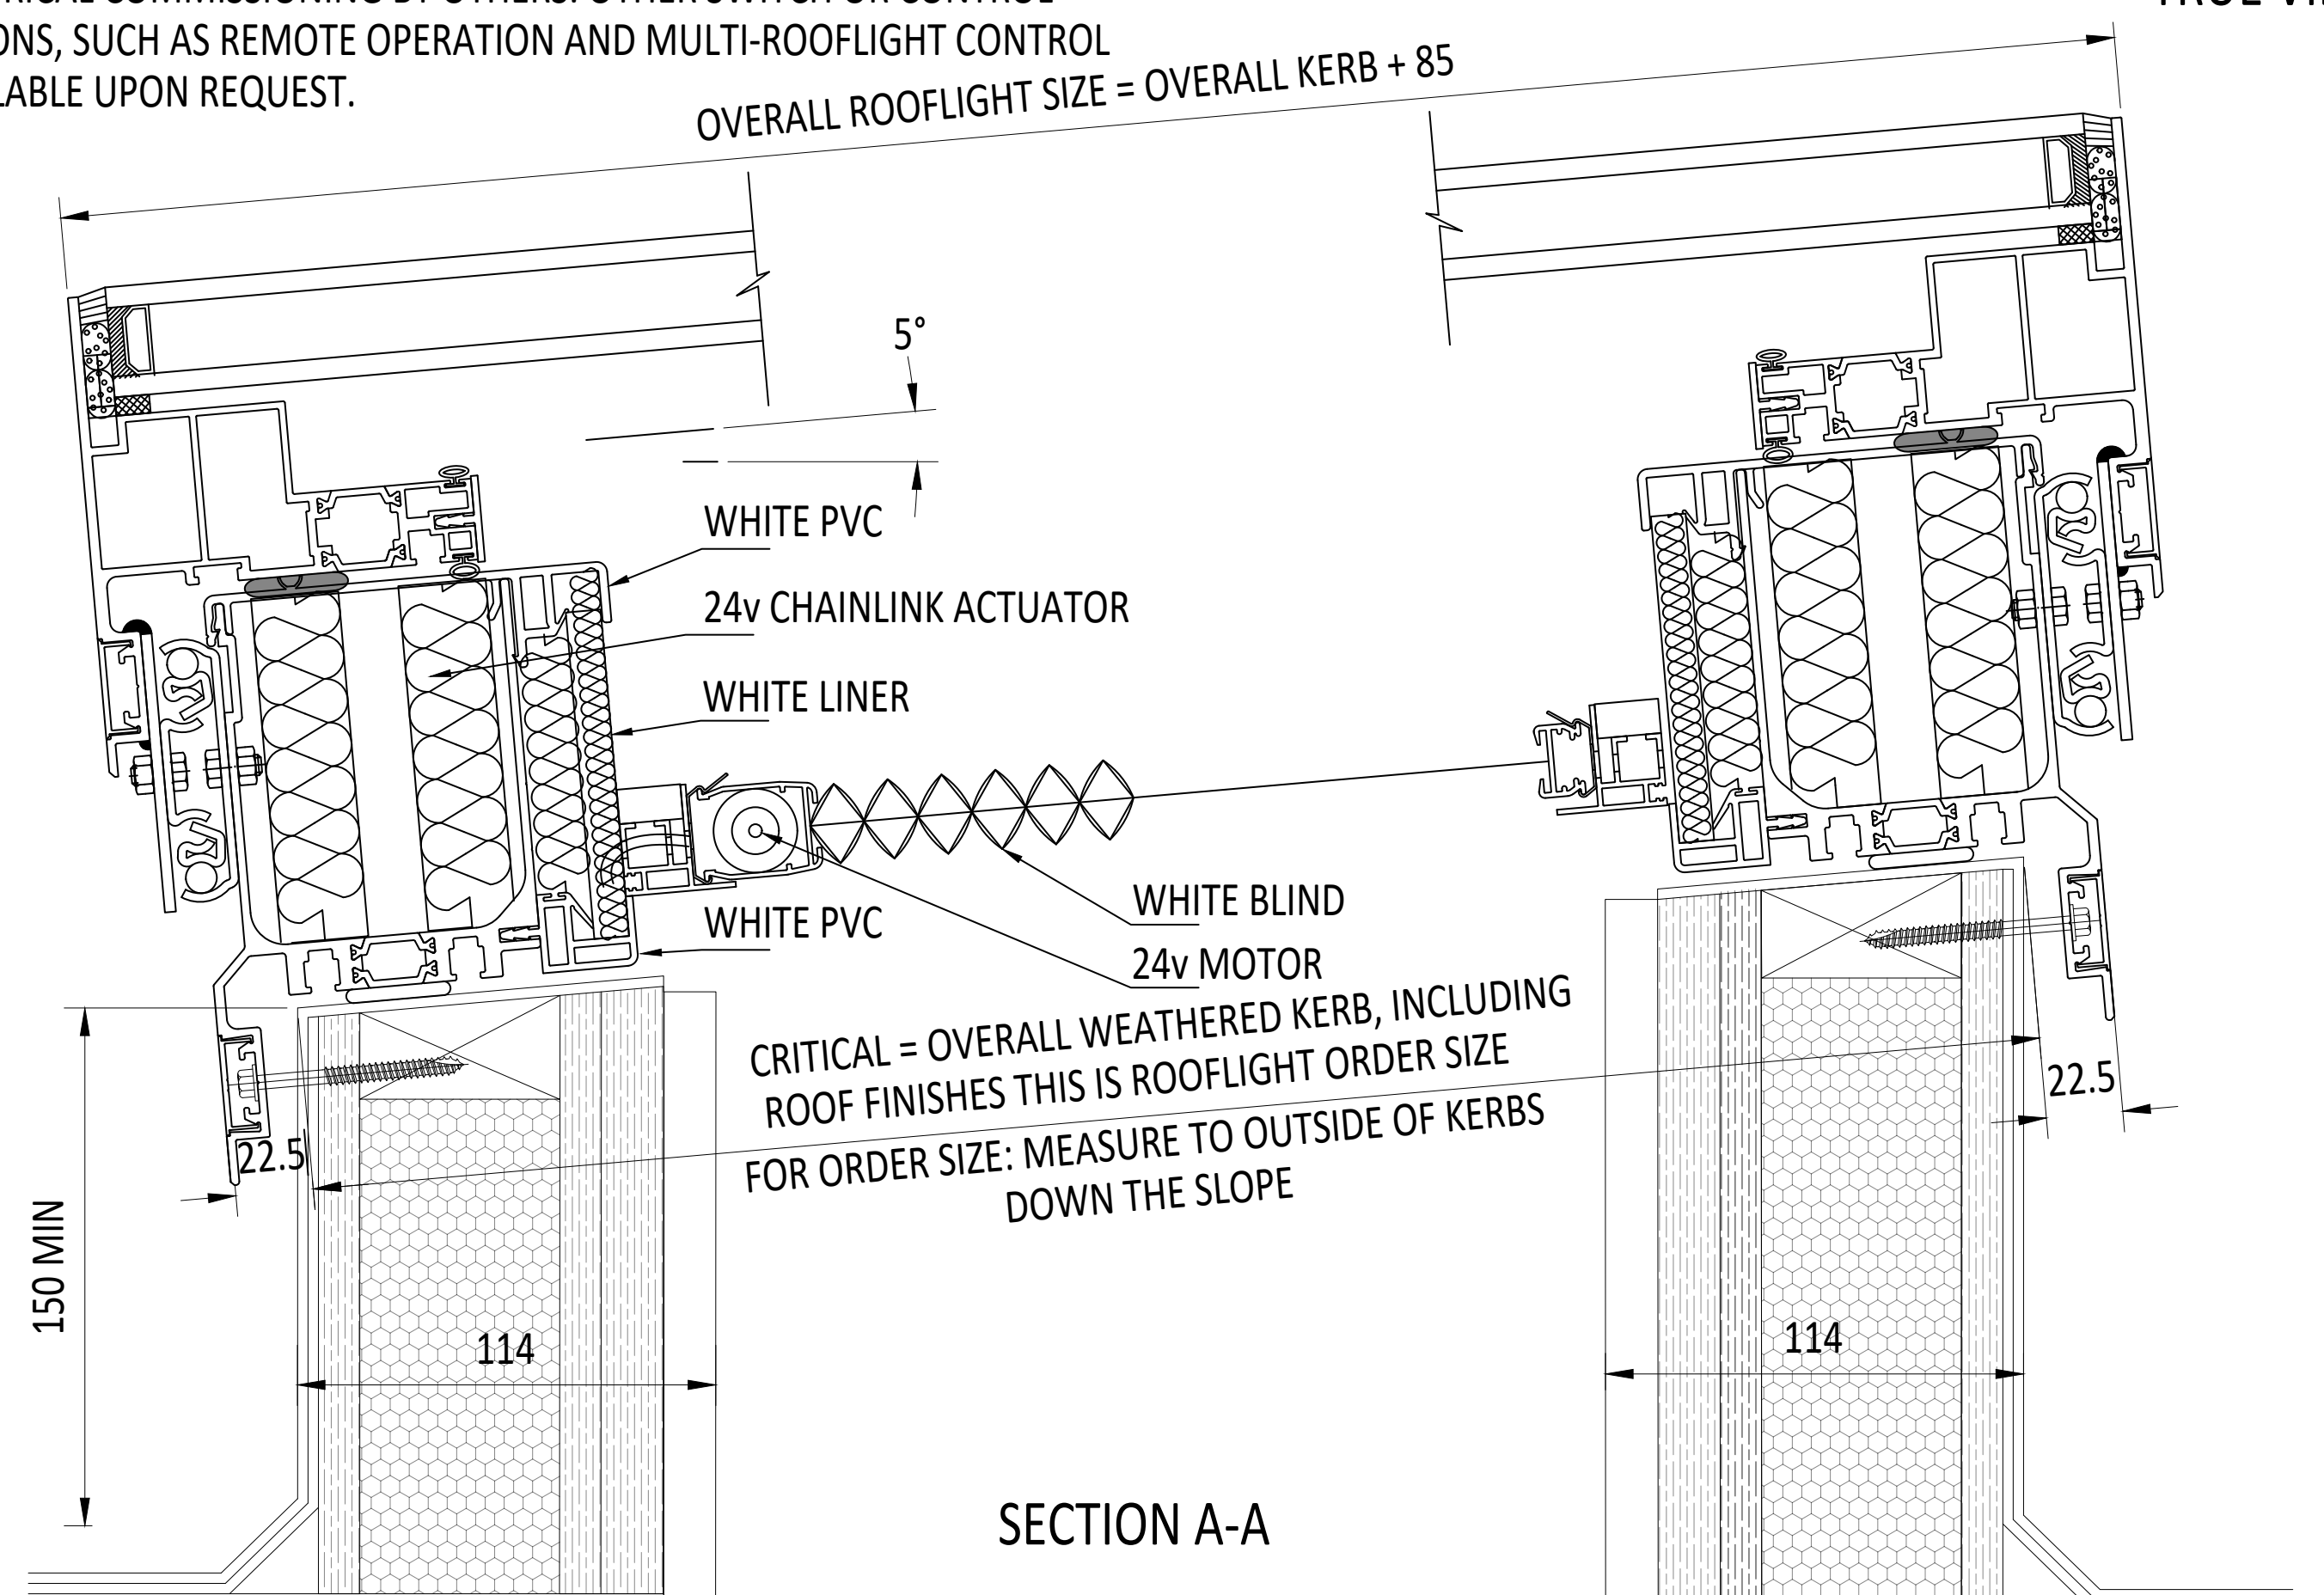 ONS, SUCH AS REMOTE OPERATION AND MULTI-ROOFLIGHT CONTROL
LABLE UPON REQUEST.
OVERALL ROOFLIGHT SIZE = OVERALL KERB + 85
5°
WHITE PVC
24v CHAINLINK ACTUATOR
WHITE LINER
WHITE PVC
WHITE BLIND
24v MOTOR
CRITICAL = OVERALL WEATHERED KERB, INCLUDING
ROOF FINISHES THIS IS ROOFLIGHT ORDER SIZE
FOR ORDER SIZE: MEASURE TO OUTSIDE OF KERBS
DOWN THE SLOPE
22.5
22.5
150 MIN
114
114
SECTION A-A